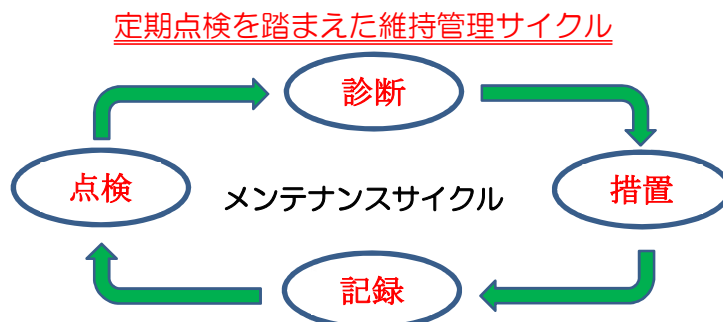 定期点検を踏まえた維持管理サイクル
診断
点検
メンテナンスサイクル
措置
記録